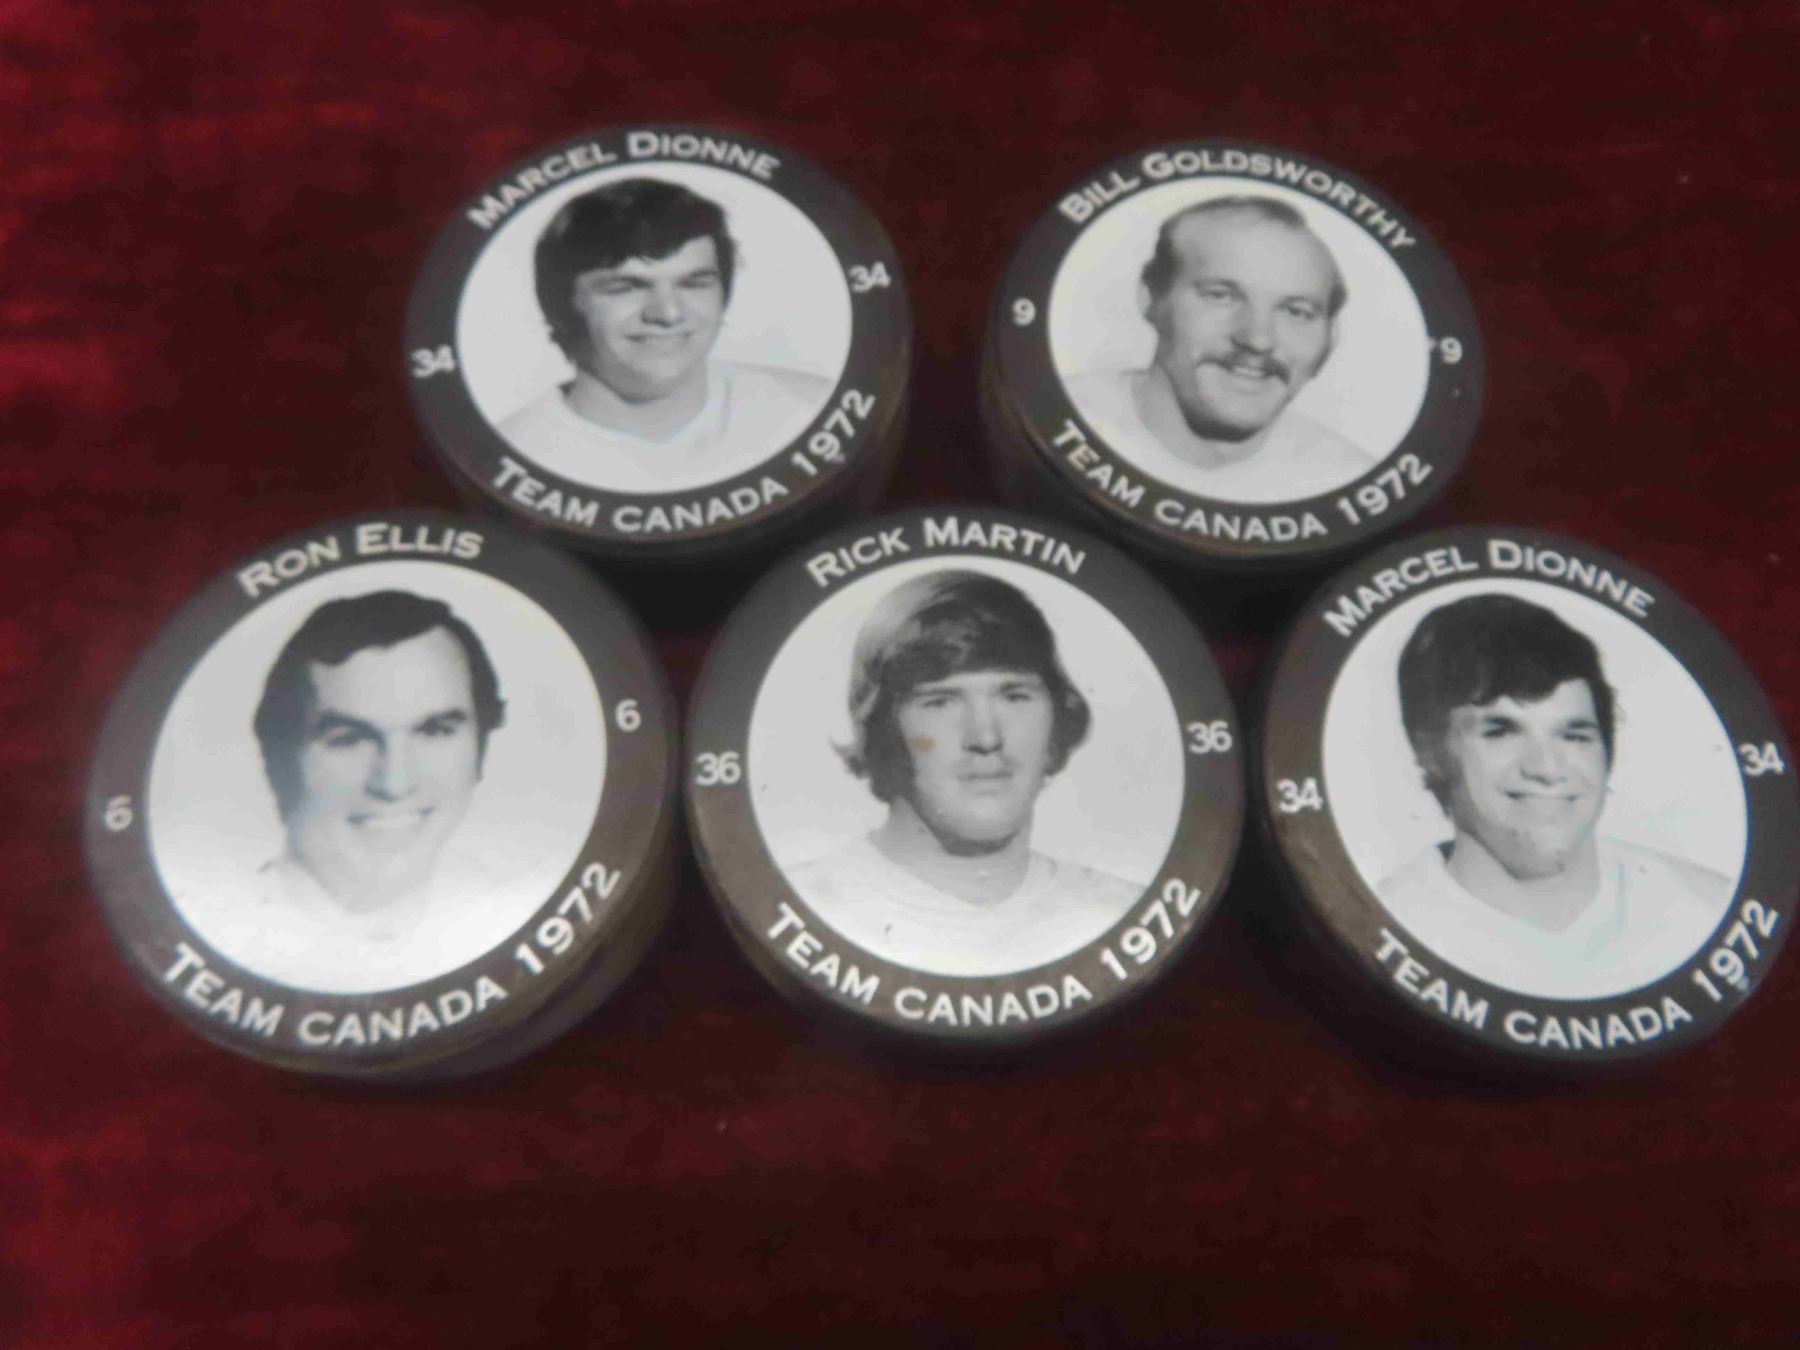 MARCEL DIONNE
34 34
TEAM CANADA 1972
BILL GOLDSWORTHY
9 9
TEAM CANADA 1972
RON ELLIS
6 6
TEAM CANADA 1972
RICK MARTIN
36 36
TEAM CANADA 1972
MARCEL DIONNE
34 34
TEAM CANADA 1972